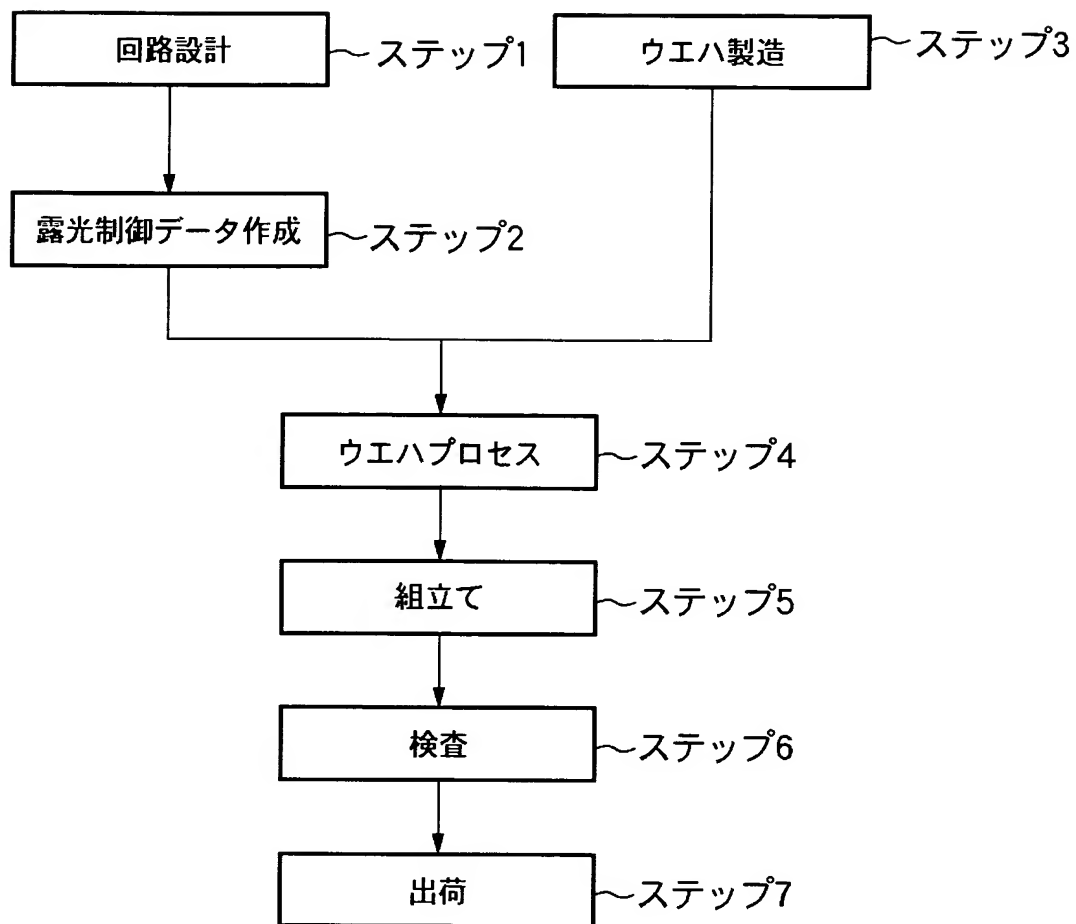 回路設計 ステップ1
ウエハ製造 ステップ3
露光制御データ作成 ステップ2
ウエハプロセス ステップ4
組立て ステップ5
検査 ステップ6
出荷 ステップ7